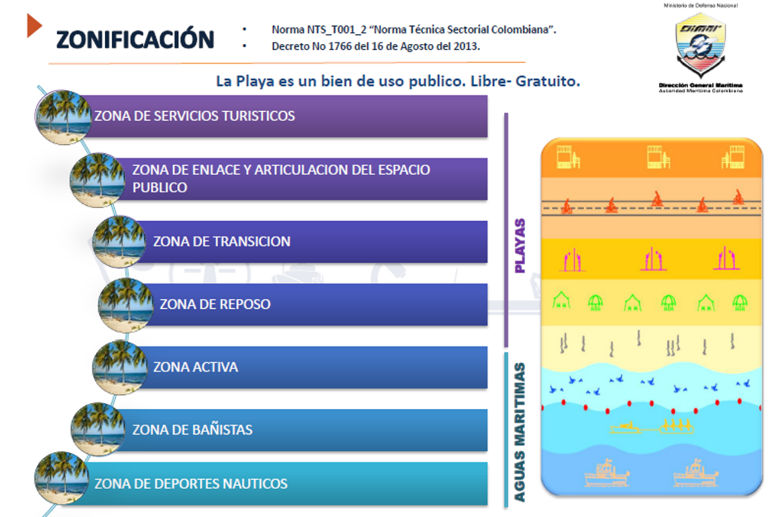 Ministerio de Defensa Nacional
ZONIFICACIÓN
• Norma NTS_T001_2 “Norma Técnica Sectorial Colombiana”.
• Decreto No 1766 del 16 de Agosto del 2013.
Dimar
Dirección General Marítima
Autoridad Marítima Colombiana
La Playa es un bien de uso publico. Libre- Gratuito.
ZONA DE SERVICIOS TURISTICOS
ZONA DE ENLACE Y ARTICULACION DEL ESPACIO
PUBLICO
ZONA DE TRANSICION
ZONA DE REPOSO
ZONA ACTIVA
ZONA DE BAÑISTAS
ZONA DE DEPORTES NAUTICOS
PLAYAS
AGUAS MARITIMAS